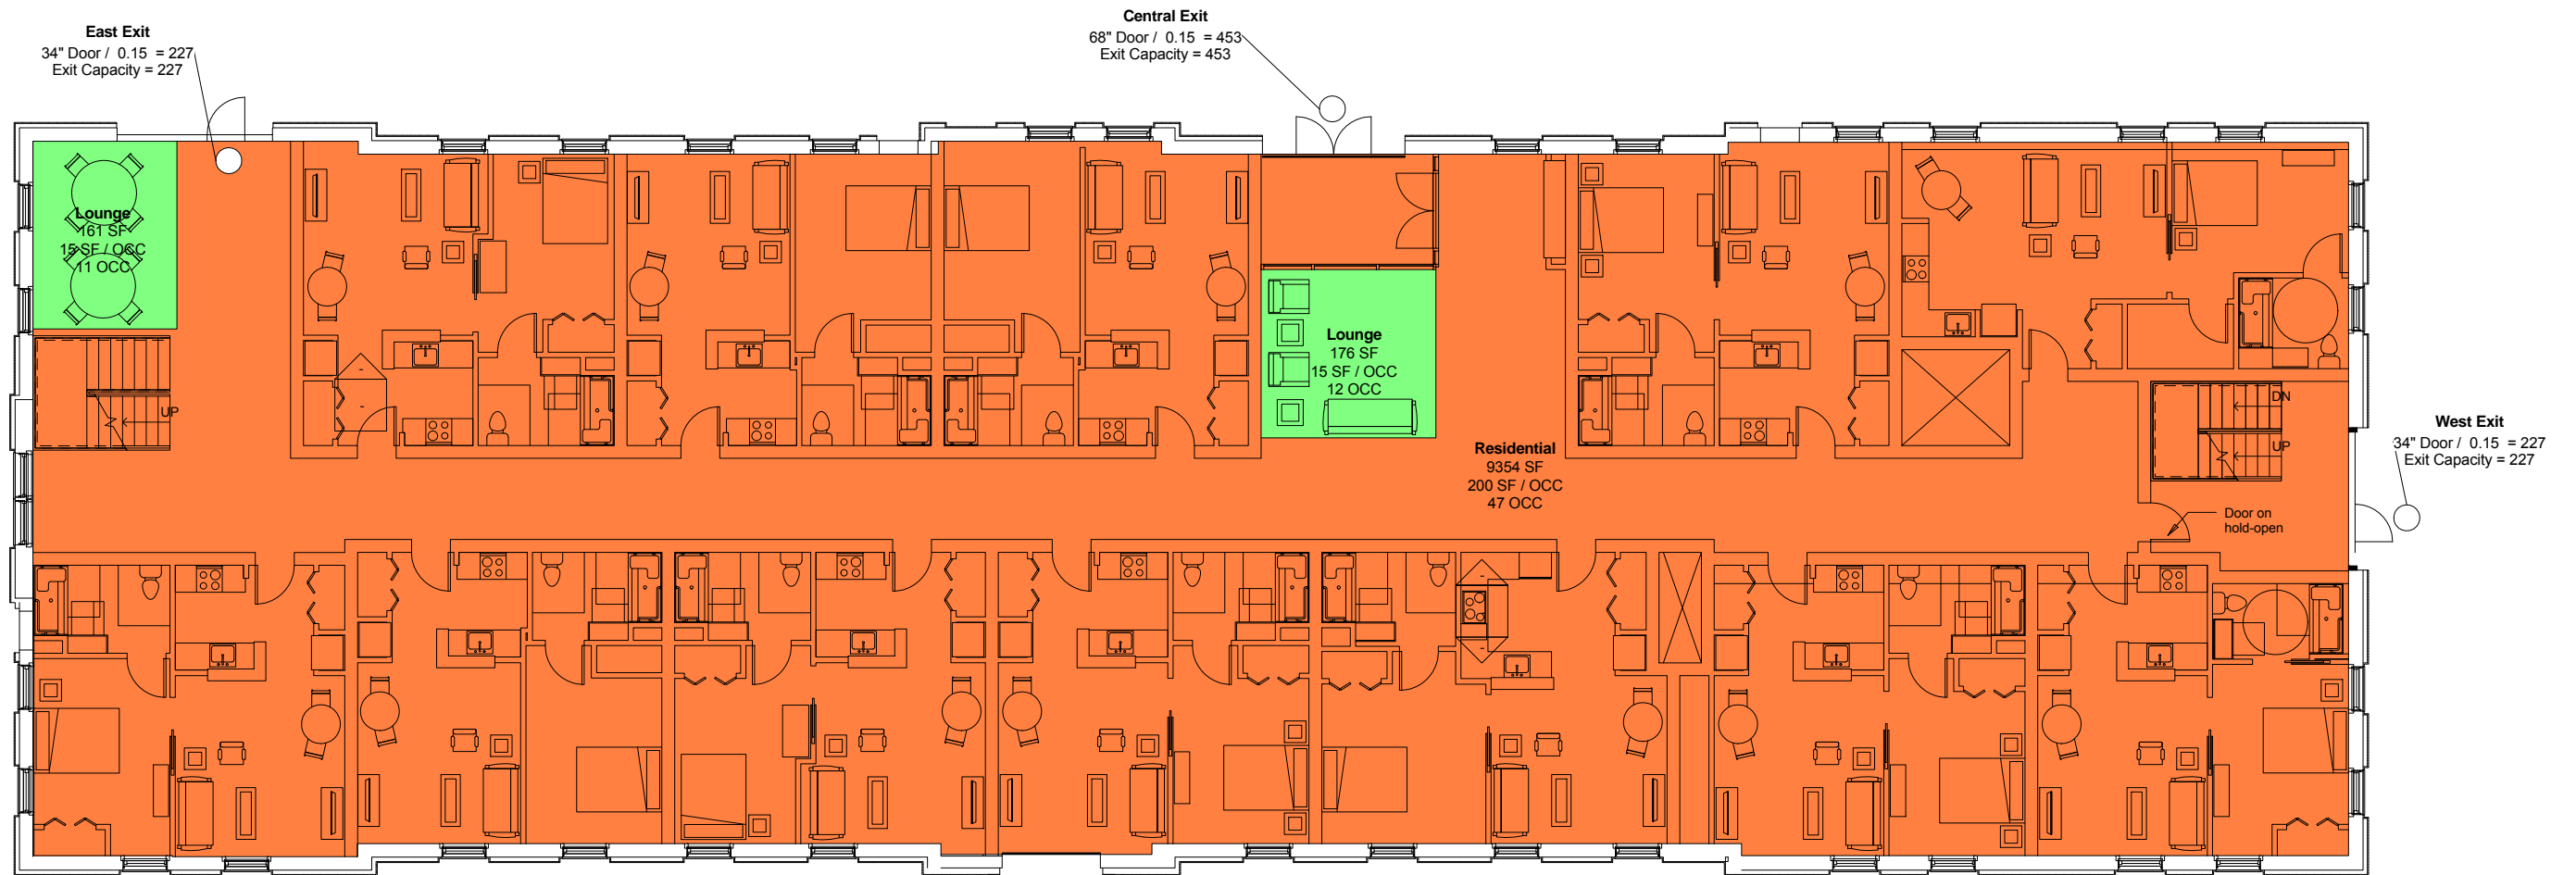 Central Exit
68" Door / 0.15 = 453
Exit Capacity = 453
East Exit
34" Door / 0.15 = 227
Exit Capacity = 227
Lounge
161 SF
15 SF / OCC
11 OCC
Lounge
176 SF
15 SF / OCC
12 OCC
UP
DN
UP
West Exit
34" Door / 0.15 = 227
Exit Capacity = 227
Residential
9354 SF
200 SF / OCC
47 OCC
Door on
hold-open